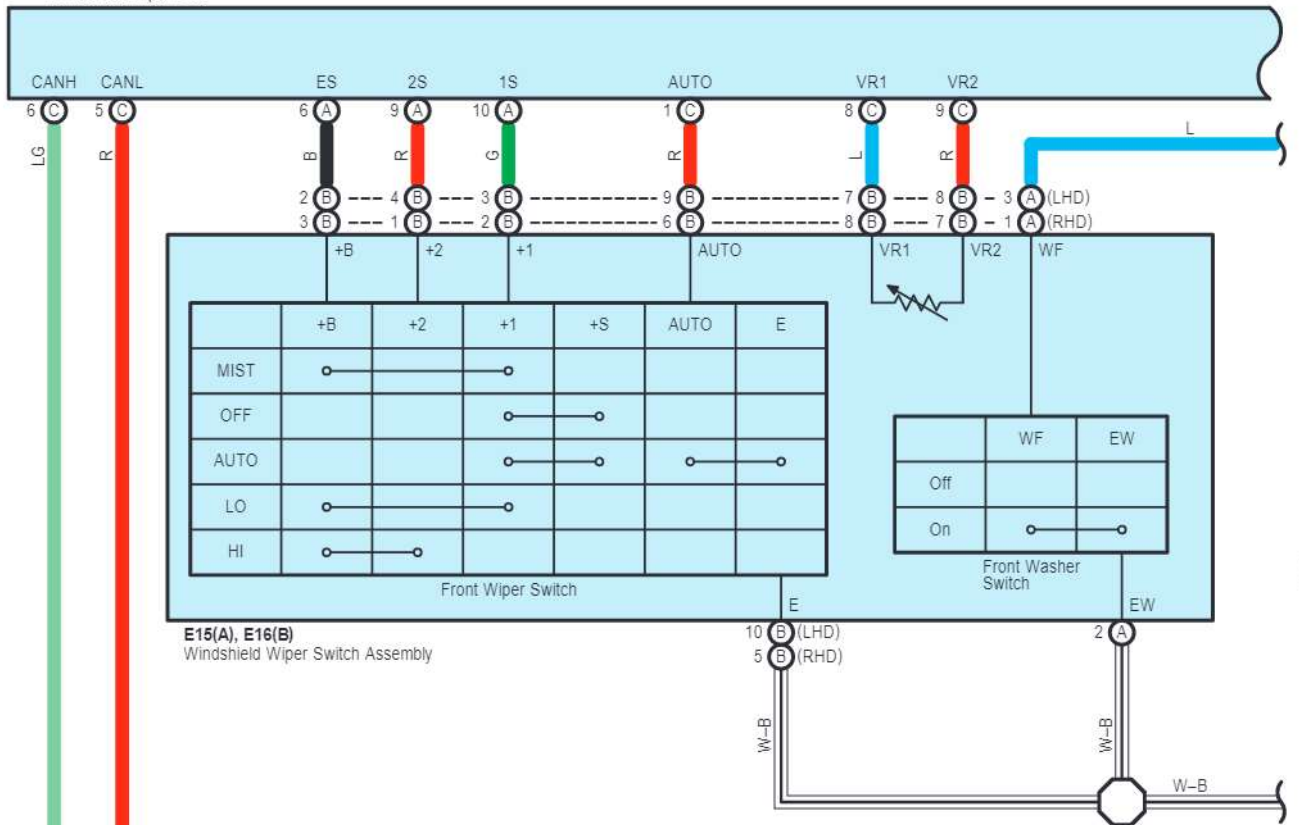 CANH CANL ES 2S 1S AUTO VR1 VR2
6 C 5 C 6 A 9 A 10 A 1 C 8 C 9 C
LG R B R G R L R L
2 B 4 B 3 B 9 B 7 B 8 B 3 A (LHD)
3 B 1 B 2 B 6 B 8 B 7 B 1 A (RHD)
+B +2 +1 AUTO VR1 VR2 WF
+B +2 +1 +S AUTO E
MIST
OFF
AUTO
LO
HI
Front Wiper Switch
WF EW
Off
On
Front Washer
Switch
E EW
E15(A), E16(B)
Windshield Wiper Switch Assembly
10 B (LHD) 2 A
5 B (RHD)
W–B W–B
W–B